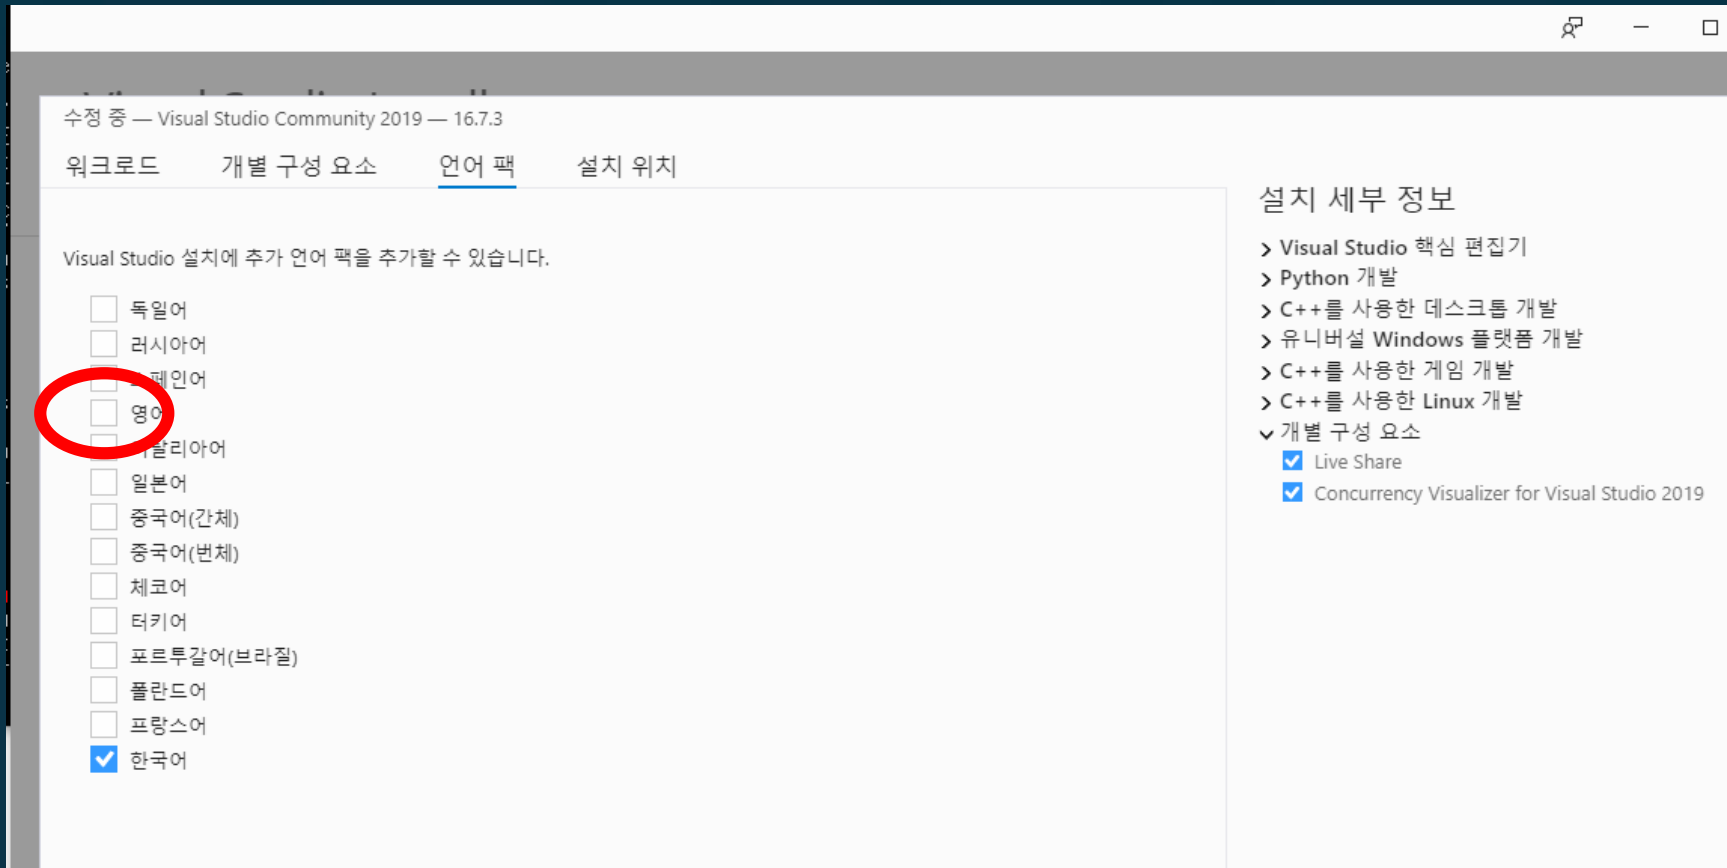 수정 중 — Visual Studio Community 2019 — 16.7.3
워크로드 개별 구성 요소 언어 팩 설치 위치
Visual Studio 설치에 추가 언어 팩을 추가할 수 있습니다.
독일어
러시아어
페인어
영어
탈리아어
일본어
중국어(간체)
중국어(번체)
체코어
터키어
포르투갈어(브라질)
폴란드어
프랑스어
한국어
설치 세부 정보
Visual Studio 핵심 편집기
Python 개발
C++를 사용한 데스크톱 개발
유니버설 Windows 플랫폼 개발
C++를 사용한 게임 개발
C++를 사용한 Linux 개발
개별 구성 요소
Live Share
Concurrency Visualizer for Visual Studio 2019